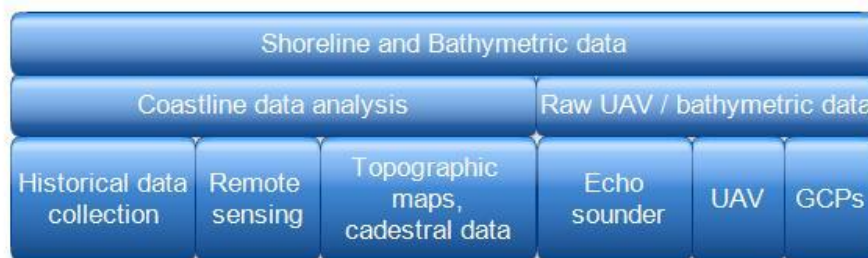 Shoreline and Bathymetric data
Coastline data analysis
Raw UAV / bathymetric data
Historical data
collection
Remote
sensing
Topographic
maps,
cadestral data
Echo
sounder
UAV
GCPs